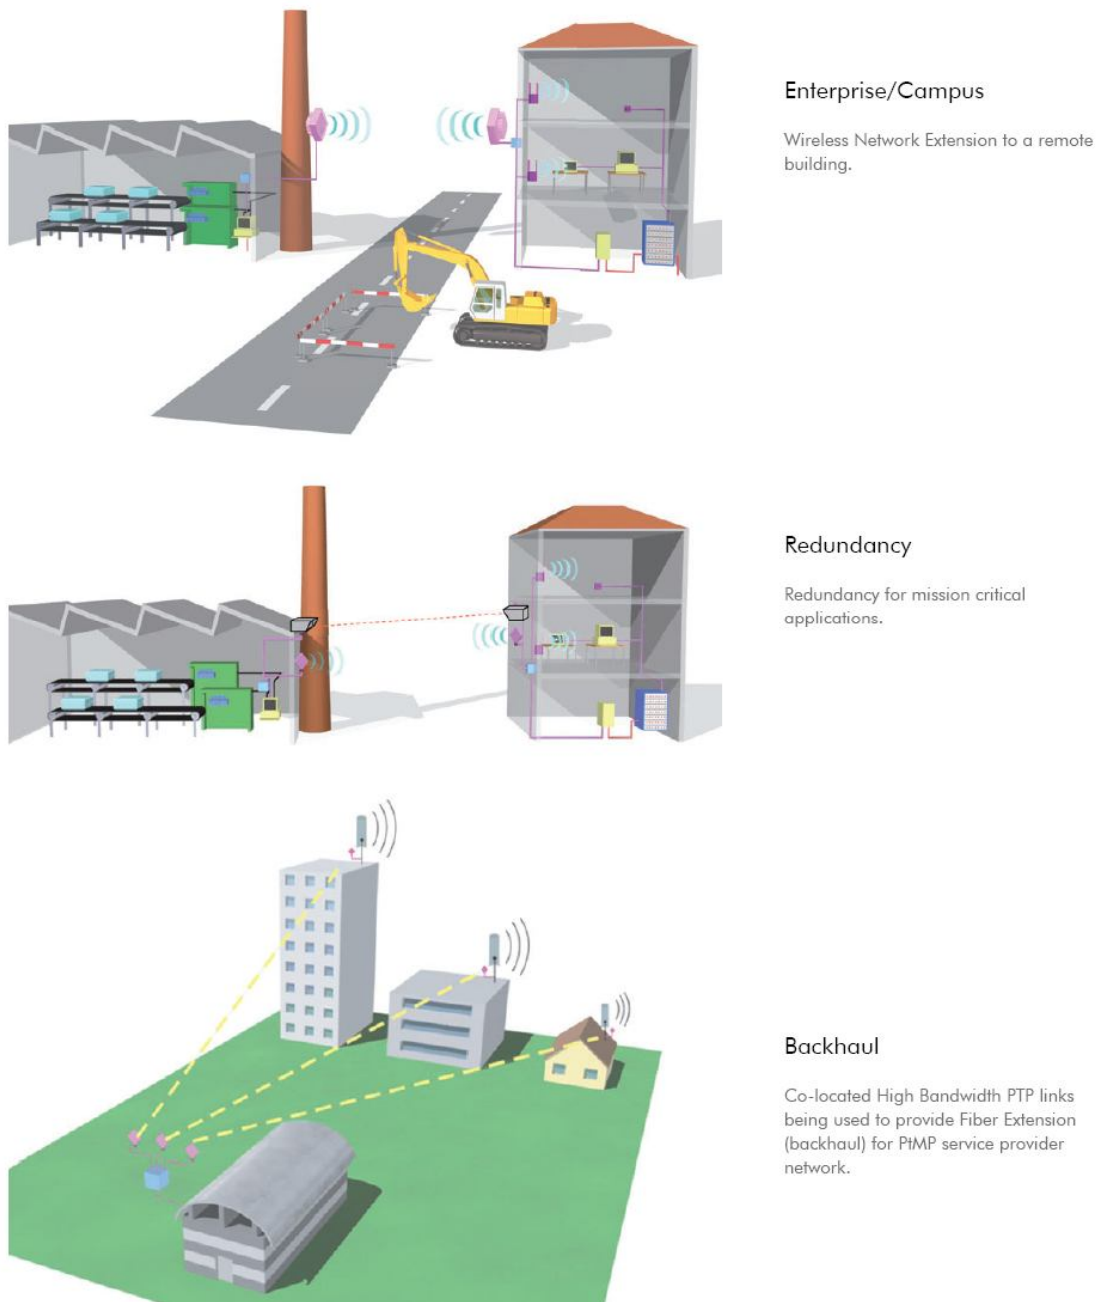 Enterprise/Campus
Wireless Network Extension to a remote
building.
Redundancy
Redundancy for mission critical
applications.
Backhaul
Co-located High Bandwidth PTP links
being used to provide Fiber Extension
(backhaul) for PtMP service provider
network.